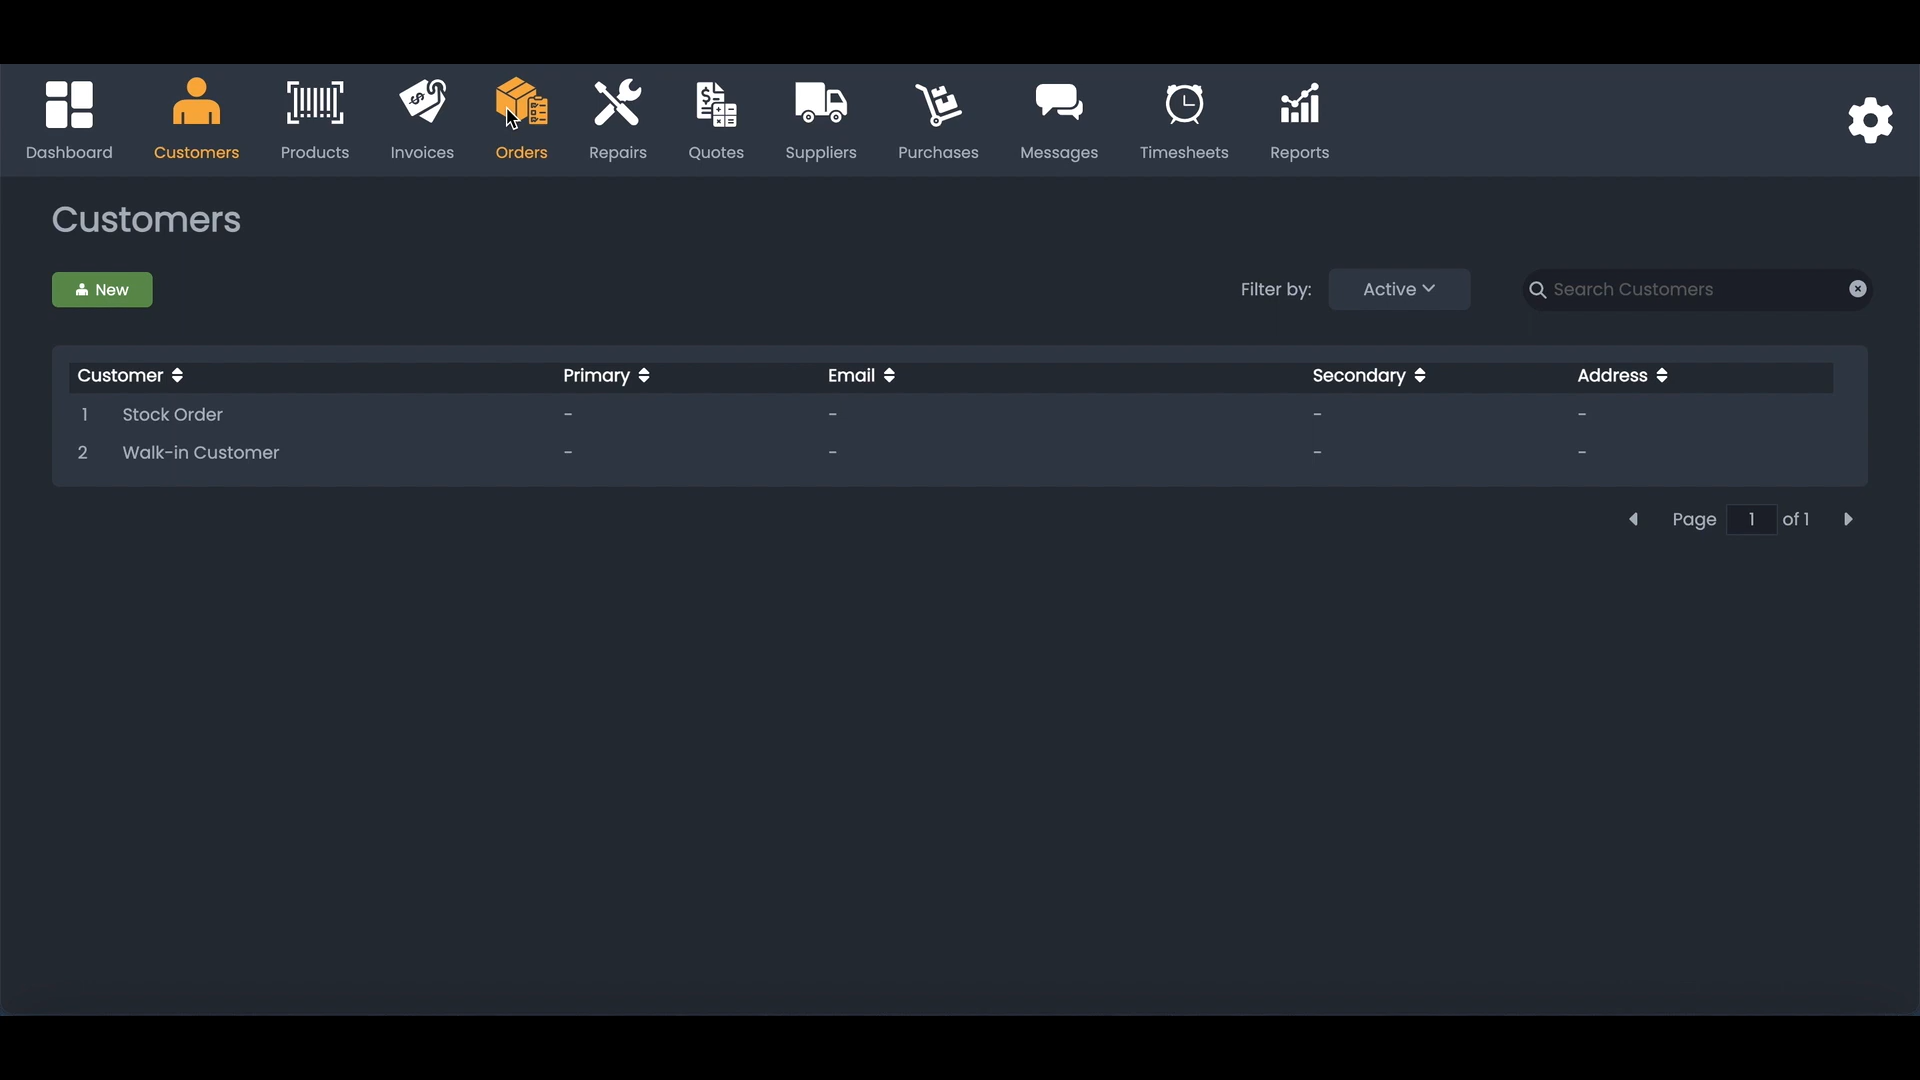 Dashboard Customers Products Invoices Orders Repairs Quotes Suppliers Purchases Messages Timesheets Reports
Customers
New Filter by: Active Search Customers
Customer Primary Email Secondary Address
1 Stock Order - - - -
2 Walk-in Customer - - - -
Page 1 of 1